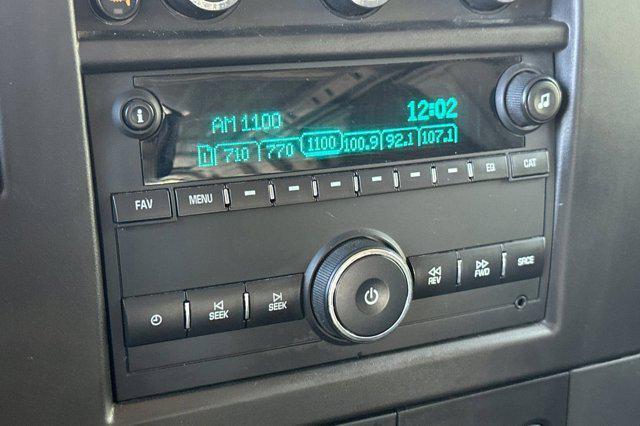 AM 1100 12:02
1 710 770 1100 100.9 92.1 107.1
i
FAV MENU EQ CAT
SEEK SEEK REV FWD SRCE